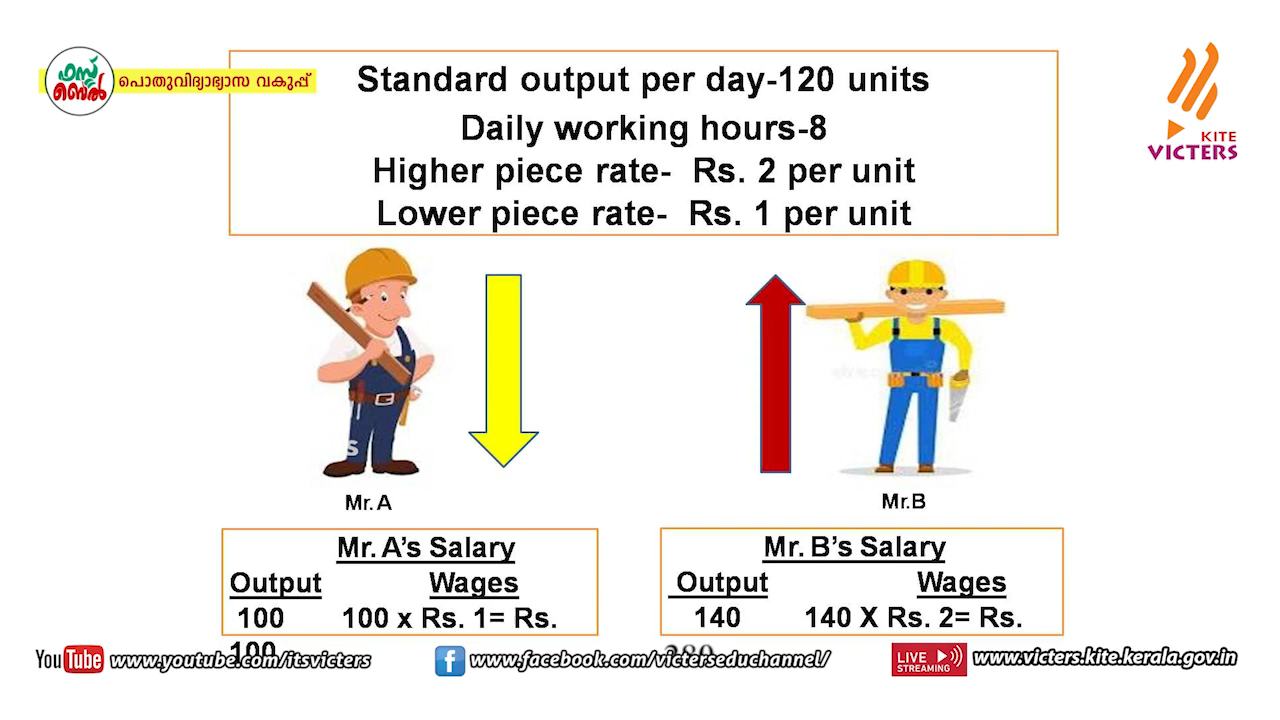 ഫസ്റ്റ്
ബെൽ
പൊതുവിദ്യാഭ്യാസ വകുപ്പ്
KITE
VICTERS
Standard output per day-120 units
Daily working hours-8
Higher piece rate- Rs. 2 per unit
Lower piece rate- Rs. 1 per unit
Mr. A
Mr.B
Mr. A’s Salary
Output Wages
100 100 x Rs. 1= Rs.
100
Mr. B’s Salary
Output Wages
140 140 X Rs. 2= Rs.
280
YouTube www.youtube.com/itsvicters
f www.facebook.com/victerseduchannel/
LIVE
STREAMING
www.victers.kite.kerala.gov.in